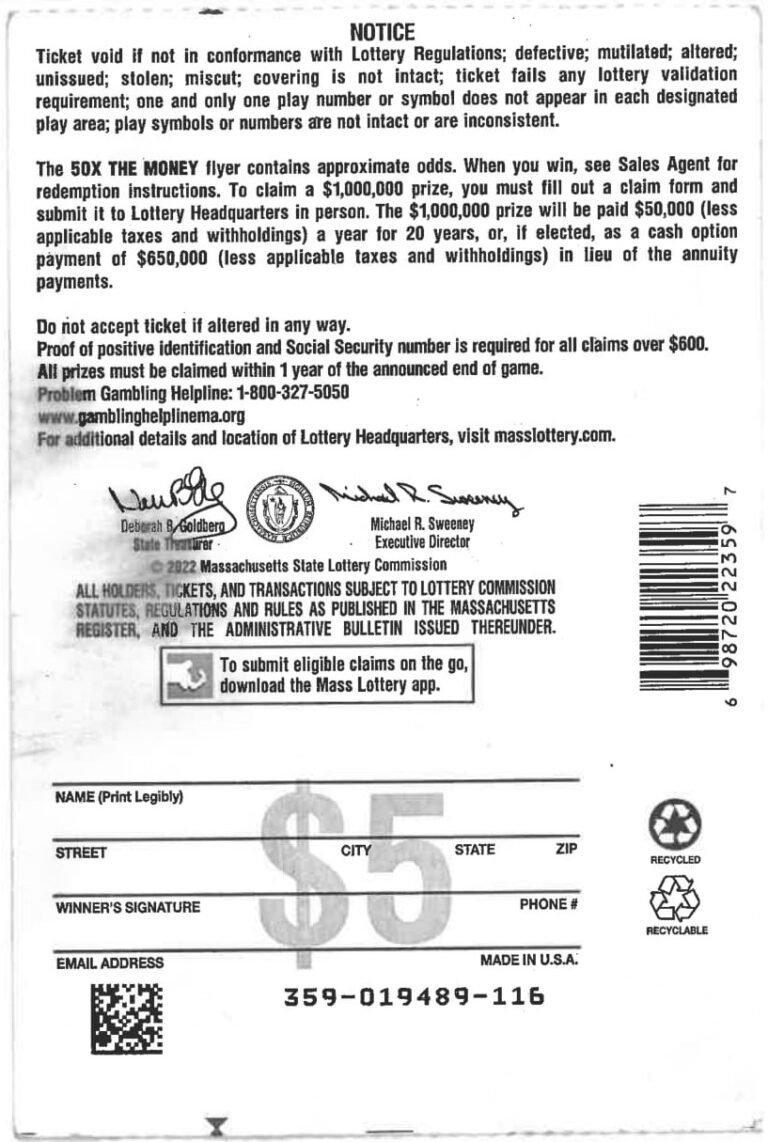 NOTICE
Ticket void if not in conformance with Lottery Regulations; defective; mutilated; altered;
unissued; stolen; miscut; covering is not intact; ticket fails any lottery validation
requirement; one and only one play number or symbol does not appear in each designated
play area; play symbols or numbers are not intact or are inconsistent.
The 50X THE MONEY flyer contains approximate odds. When you win, see Sales Agent for
redemption instructions. To claim a $1,000,000 prize, you must fill out a claim form and
submit it to Lottery Headquarters in person. The $1,000,000 prize will be paid $50,000 (less
applicable taxes and withholdings) a year for 20 years, or, if elected, as a cash option
payment of $650,000 (less applicable taxes and withholdings) in lieu of the annuity
payments.
Do not accept ticket if altered in any way.
Proof of positive identification and Social Security number is required for all claims over $600.
All prizes must be claimed within 1 year of the announced end of game.
Problem Gambling Helpline: 1-800-327-5050
www.gamblinghelplinema.org
For additional details and location of Lottery Headquarters, visit masslottery.com.
Michael R. Sweeney
Deborah B. Goldberg
State Treasurer
Michael R. Sweeney
Executive Director
© 2022 Massachusetts State Lottery Commission
ALL HOLDERS, TICKETS, AND TRANSACTIONS SUBJECT TO LOTTERY COMMISSION
STATUTES, REGULATIONS AND RULES AS PUBLISHED IN THE MASSACHUSETTS
REGISTER, AND THE ADMINISTRATIVE BULLETIN ISSUED THEREUNDER.
To submit eligible claims on the go,
download the Mass Lottery app.
6 98720 22359 7
$5
NAME (Print Legibly)
STREET CITY STATE ZIP
WINNER'S SIGNATURE PHONE #
EMAIL ADDRESS MADE IN U.S.A.
RECYCLED
RECYCLABLE
359-019489-116